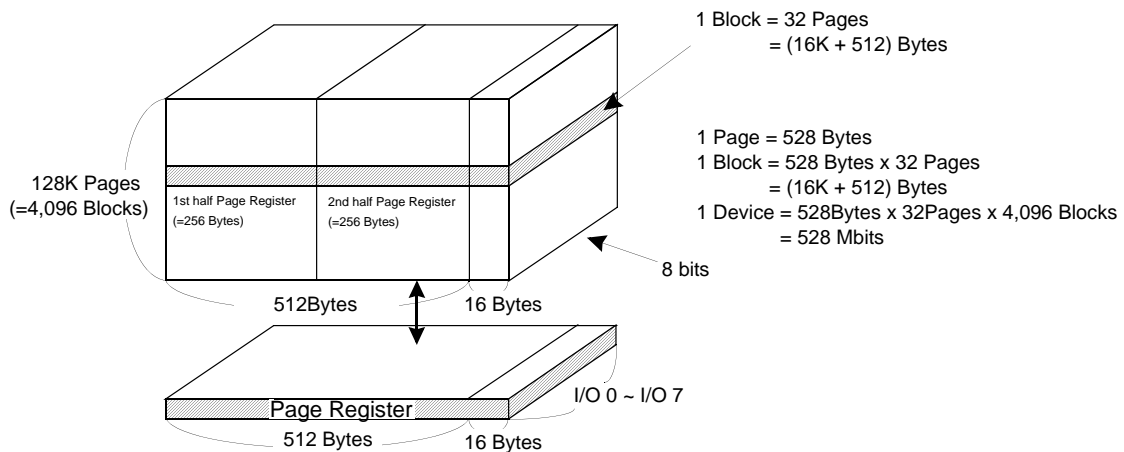 1 Block = 32 Pages
= (16K + 512) Bytes
1 Page = 528 Bytes
1 Block = 528 Bytes x 32 Pages
= (16K + 512) Bytes
1 Device = 528Bytes x 32Pages x 4,096 Blocks
= 528 Mbits
128K Pages
(=4,096 Blocks)
1st half Page Register
(=256 Bytes)
2nd half Page Register
(=256 Bytes)
8 bits
512Bytes
16 Bytes
I/O 0 ~ I/O 7
Page Register
512 Bytes
16 Bytes